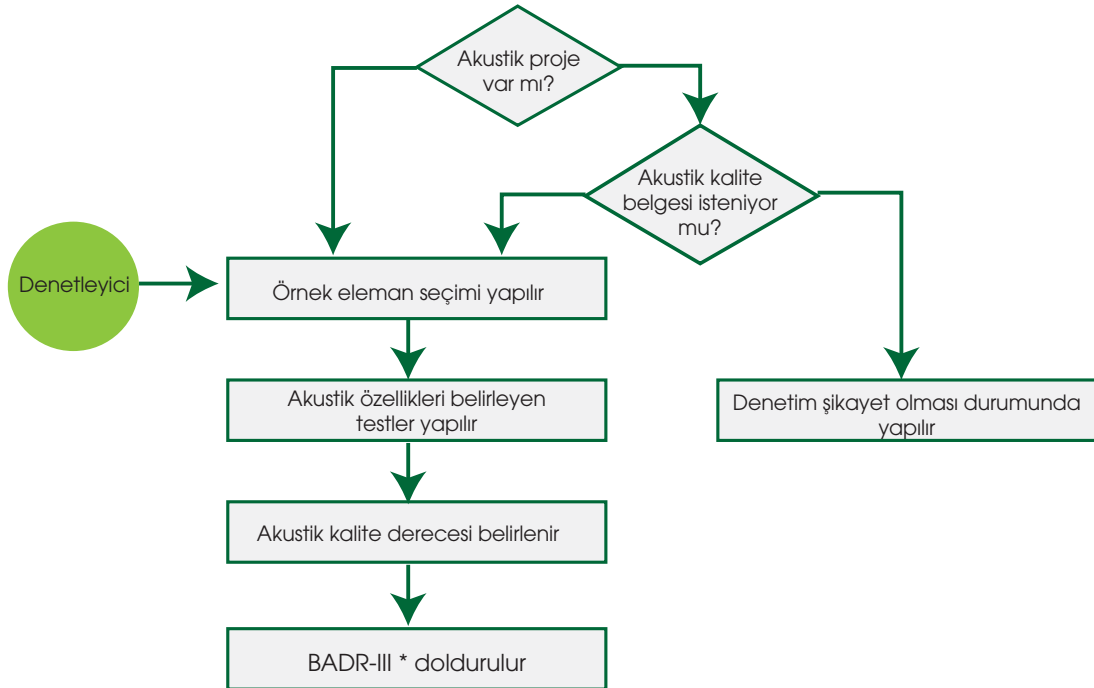 Akustik proje
var mı?
Akustik kalite
belgesi isteniyor
mu?
Denetleyici
Örnek eleman seçimi yapılır
Akustik özellikleri belirleyen
testler yapılır
Denetim şikayet olması durumunda
yapılır
Akustik kalite derecesi belirlenir
BADR-III * doldurulur